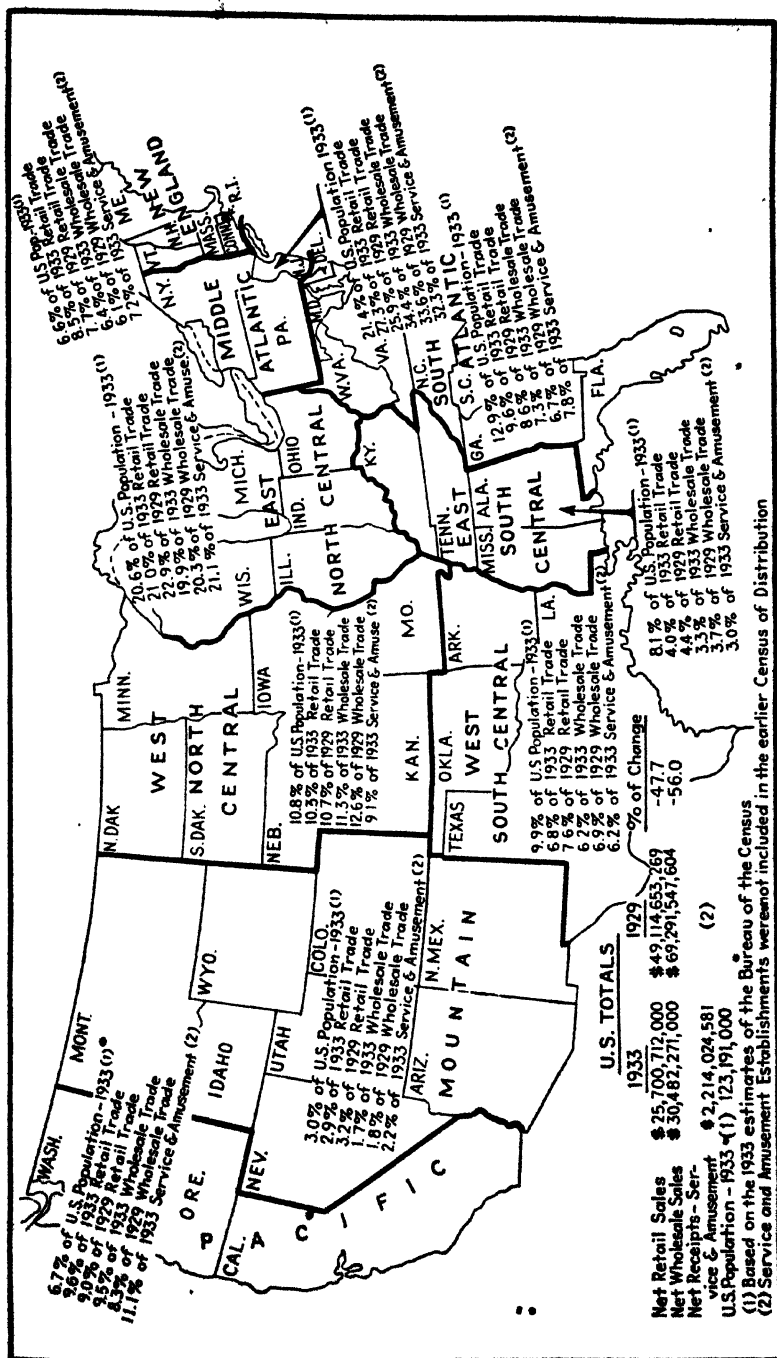 WASH.
6.7% of U.S. Population-1933(1)
9.6% of 1933 Retail Trade
9.0% of 1929 Retail Trade
9.5% of 1933 Wholesale Trade
8.3% of 1929 Wholesale Trade
11.1% of 1933 Service & Amusement (2)
ORE.
CAL.
PACIFIC
MONT.
IDAHO
WYO.
NEV.
UTAH
COLO.
3.0% of U.S. Population-1933(1)
2.9% of 1933 Retail Trade
3.2% of 1929 Retail Trade
1.7% of 1933 Wholesale Trade
1.8% of 1929 Wholesale Trade
2.2% of 1933 Service & Amusement (2)
ARIZ.
N.MEX.
MOUNTAIN
N.DAK
MINN.
S.DAK.
WEST
NORTH
CENTRAL
NEB.
IOWA
10.8% of U.S. Population-1933(1)
10.3% of 1933 Retail Trade
10.7% of 1929 Retail Trade
11.3% of 1933 Wholesale Trade
12.6% of 1929 Wholesale Trade
9.1% of 1933 Service & Amuse (2)
KAN.
MO.
TEXAS
OKLA.
ARK.
LA.
WEST
SOUTH CENTRAL
9.9% of U.S Population-1933(1)
6.8% of 1933 Retail Trade
7.6% of 1929 Retail Trade
6.2% of 1933 Wholesale Trade
6.9% of 1929 Wholesale Trade
6.2% of 1933 Service & Amusement (2)
20.6% of U.S. Population-1933(1)
21.0% of 1933 Retail Trade
22.9% of 1929 Retail Trade
19.9% of 1933 Wholesale Trade
20.3% of 1929 Wholesale Trade
21.1% of 1933 Service & Amuse.(2)
WIS.
MICH.
EAST
ILL.
IND.
OHIO
NORTH CENTRAL
KY.
TENN.
EAST
MISS.
ALA.
SOUTH
CENTRAL
8.1% of U.S. Population-1933(1)
4.0% of 1933 Retail Trade
4.4% of 1929 Retail Trade
3.3% of 1933 Wholesale Trade
3.7% of 1929 Wholesale Trade
3.0% of 1933 Service & Amusement (2)
6.6% of U.S Pop.-1933(1)
8.5% of 1933 Retail Trade
8.7% of 1929 Retail Trade
7.4% of 1933 Wholesale Trade
6.1% of 1929 Wholesale Trade
7.2% of 1933 Service & Amusement(2)
ME.
VT.
N.H.
NEW
ENGLAND
MASS.
CONN.
R.I.
N.Y.
MIDDLE
ATLANTIC
PA.
N.J.
21.4% of U.S. Population 1933(1)
27.3% of 1933 Retail Trade
25.9% of 1929 Retail Trade
34.4% of 1933 Wholesale Trade
33.6% of 1929 Wholesale Trade
32.3% of 1933 Service & Amusement(2)
MD.
DEL.
W.VA.
VA.
N.C.
SOUTH ATLANTIC
S.C.
GA.
FLA.
12.9% of U.S. Population-1933(1)
9.6% of 1933 Retail Trade
8.6% of 1929 Retail Trade
7.3% of 1933 Wholesale Trade
6.7% of 1929 Wholesale Trade
7.8% of 1933 Service & Amusement (2)
U.S. TOTALS
1933 1929 % of Change
Net Retail Sales $25,700,712,000 $49,114,653,269 -47.7
Net Wholesale Sales $30,482,271,000 $69,291,547,604 -56.0
Net Receipts-Ser-
vice & Amusement $2,214,024,581 (2)
U.S. Population-1933-(1) 123,191,000
(1) Based on the 1933 estimates of the Bureau of the Census
(2) Service and Amusement Establishments were not included in the earlier Census of Distribution